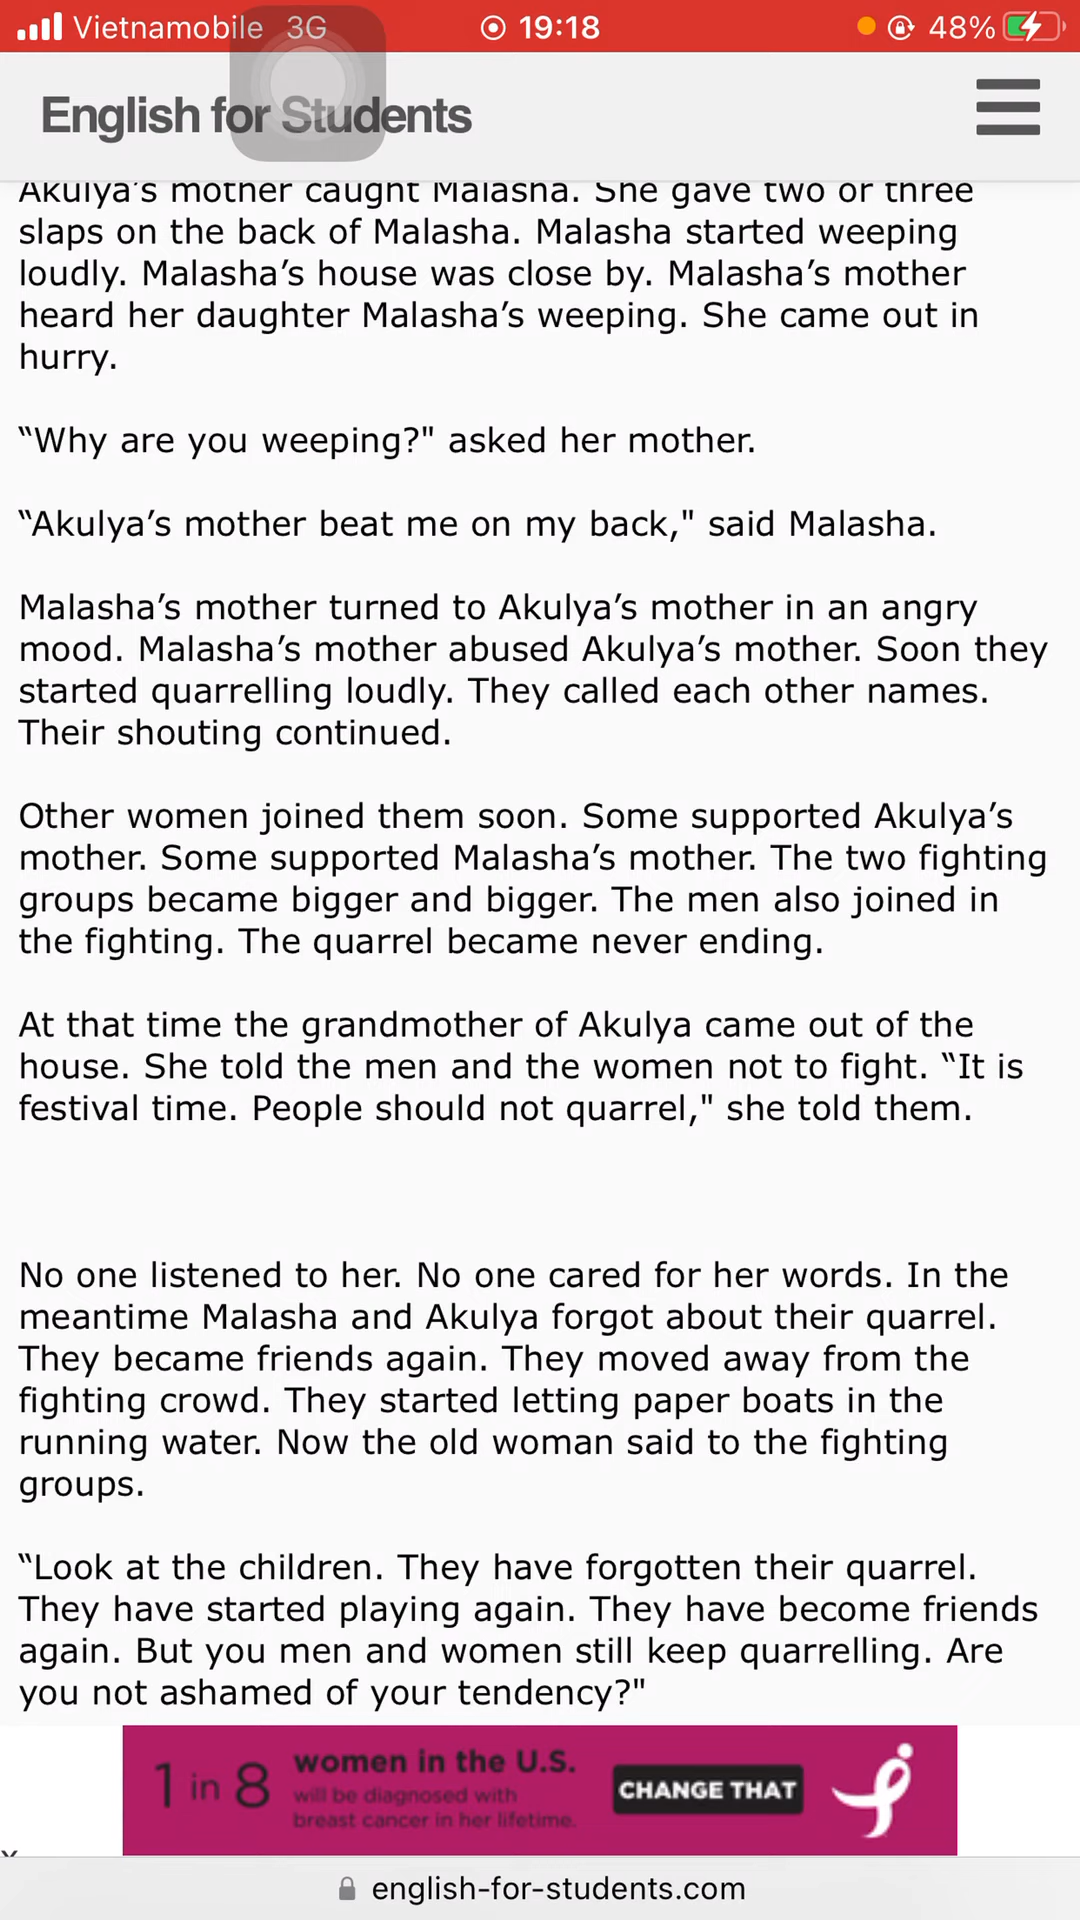 Vietnamobile 3G 19:18 48%
English for Students
Akulya's mother caught Malasha. She gave two or three
slaps on the back of Malasha. Malasha started weeping
loudly. Malasha’s house was close by. Malasha’s mother
heard her daughter Malasha’s weeping. She came out in
hurry.
“Why are you weeping?" asked her mother.
“Akulya’s mother beat me on my back," said Malasha.
Malasha’s mother turned to Akulya’s mother in an angry
mood. Malasha’s mother abused Akulya’s mother. Soon they
started quarrelling loudly. They called each other names.
Their shouting continued.
Other women joined them soon. Some supported Akulya’s
mother. Some supported Malasha’s mother. The two fighting
groups became bigger and bigger. The men also joined in
the fighting. The quarrel became never ending.
At that time the grandmother of Akulya came out of the
house. She told the men and the women not to fight. “It is
festival time. People should not quarrel," she told them.
No one listened to her. No one cared for her words. In the
meantime Malasha and Akulya forgot about their quarrel.
They became friends again. They moved away from the
fighting crowd. They started letting paper boats in the
running water. Now the old woman said to the fighting
groups.
“Look at the children. They have forgotten their quarrel.
They have started playing again. They have become friends
again. But you men and women still keep quarrelling. Are
you not ashamed of your tendency?"
1 in 8
women in the U.S.
will be diagnosed with
breast cancer in her lifetime.
CHANGE THAT
english-for-students.com